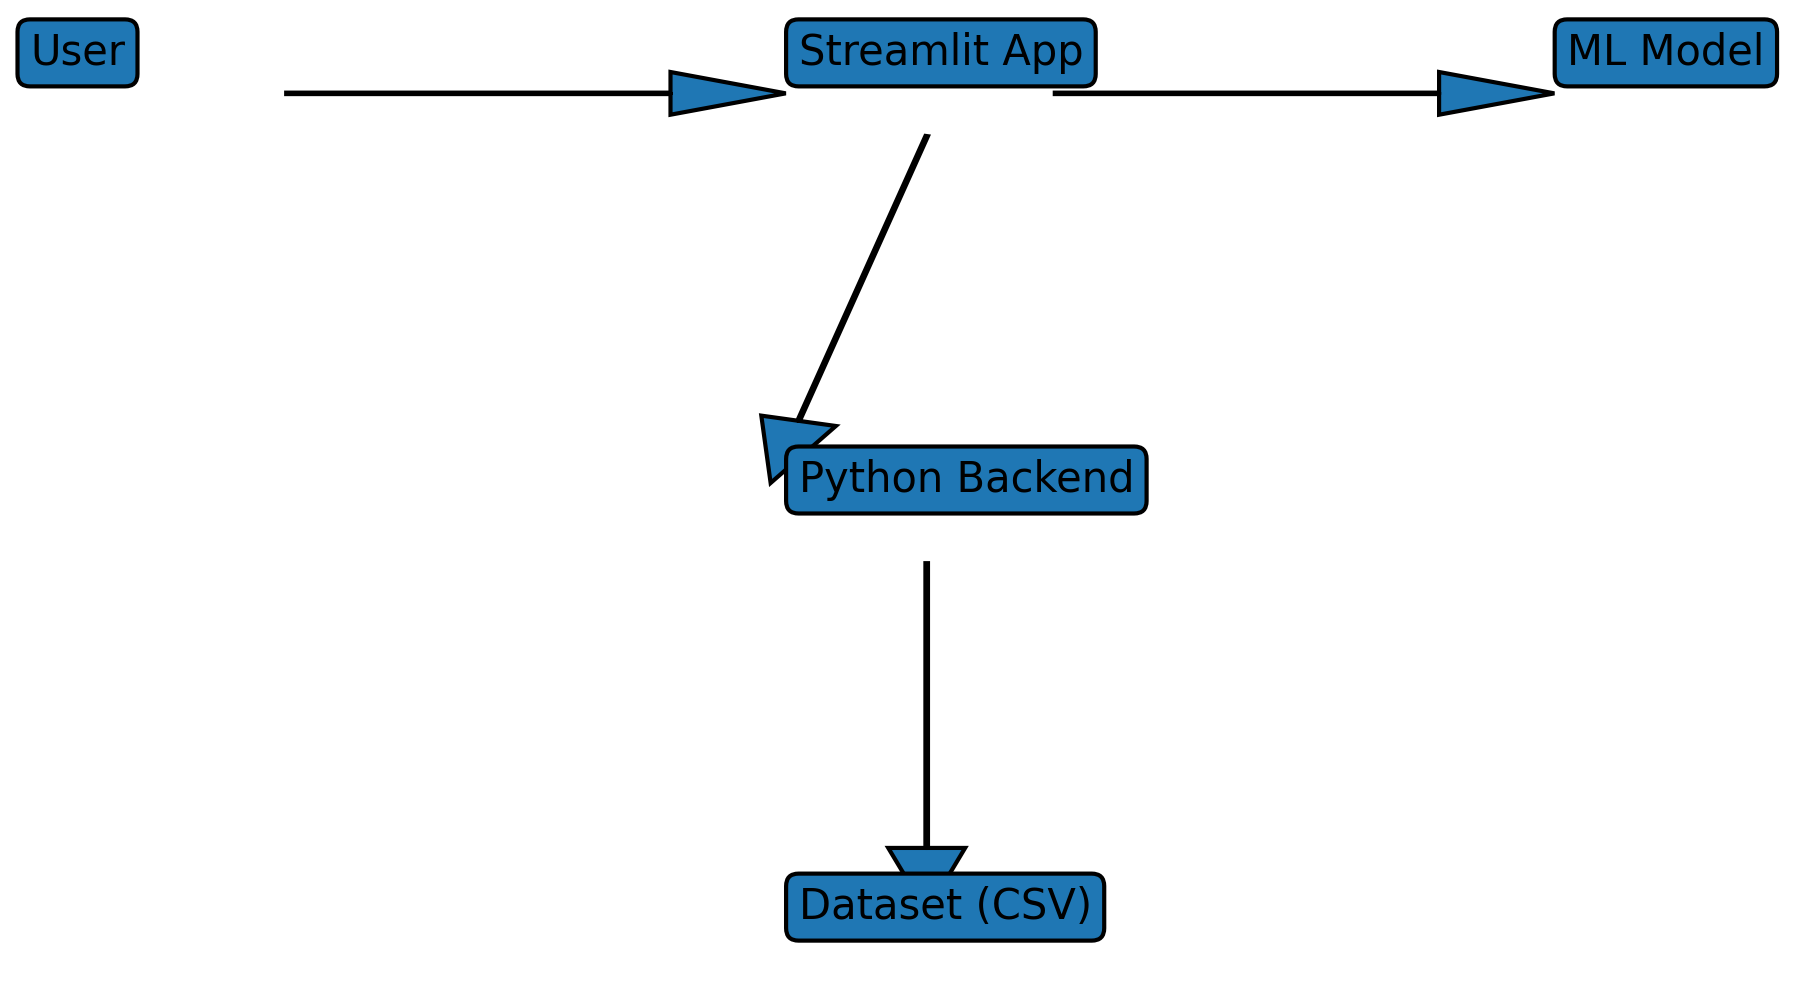 User
Streamlit App
ML Model
Python Backend
Dataset (CSV)